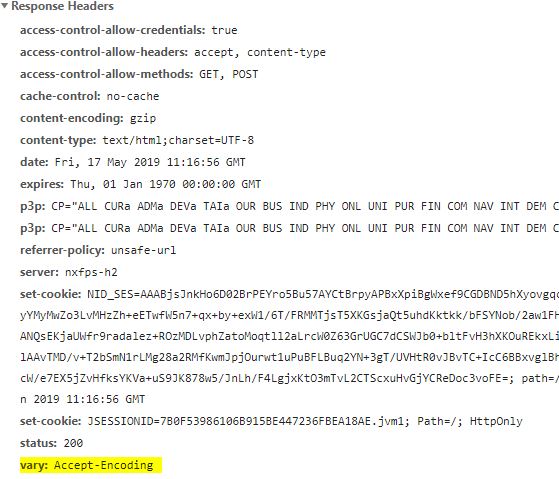 Response Headers
access-control-allow-credentials: true
access-control-allow-headers: accept, content-type
access-control-allow-methods: GET, POST
cache-control: no-cache
content-encoding: gzip
content-type: text/html;charset=UTF-8
date: Fri, 17 May 2019 11:16:56 GMT
expires: Thu, 01 Jan 1970 00:00:00 GMT
p3p: CP="ALL CURa ADMa DEVa TAIa OUR BUS IND PHY ONL UNI PUR FIN COM NAV INT DEM C
p3p: CP="ALL CURa ADMa DEVa TAIa OUR BUS IND PHY ONL UNI PUR FIN COM NAV INT DEM C
referrer-policy: unsafe-url
server: nxfps-h2
set-cookie: NID_SES=AAABjsJnkHo6D02BrPEYro5Bu57AYCtBrpyAPBxXpiBgWxef9CGDBND5hXyovgqc
yYMyMwZo3LvMHzZh+eETwfW5n7+qx+by+exW1/6T/FRMMTjsT5XKGsjaQt5uhdKktkk/bFSYNob/2aw1FH
ANQsEKjaUWfr9radalez+ROzMDLvphZatoMoqtll2aLrcW0Z63GrUGC7dCSWJb0+bltFvH3hXKOuREkxLi
lAAvTMD/v+T2bSmN1rLMg28a2RMfKwmJpjOurwt1uPuBFLBuq2YN+3gT/UVHtR0vJBvTC+IcC6BBxvglBh
cW/e7EX5jZvHfksYKVa+uS9JK878w5/JnLh/F4LgjxKtO3mTvL2CTScxuHvGjYCReDoc3voFE=; path=/
n 2019 11:16:56 GMT
set-cookie: JSESSIONID=7B0F53986106B915BE447236FBEA18AE.jvm1; Path=/; HttpOnly
status: 200
vary: Accept-Encoding